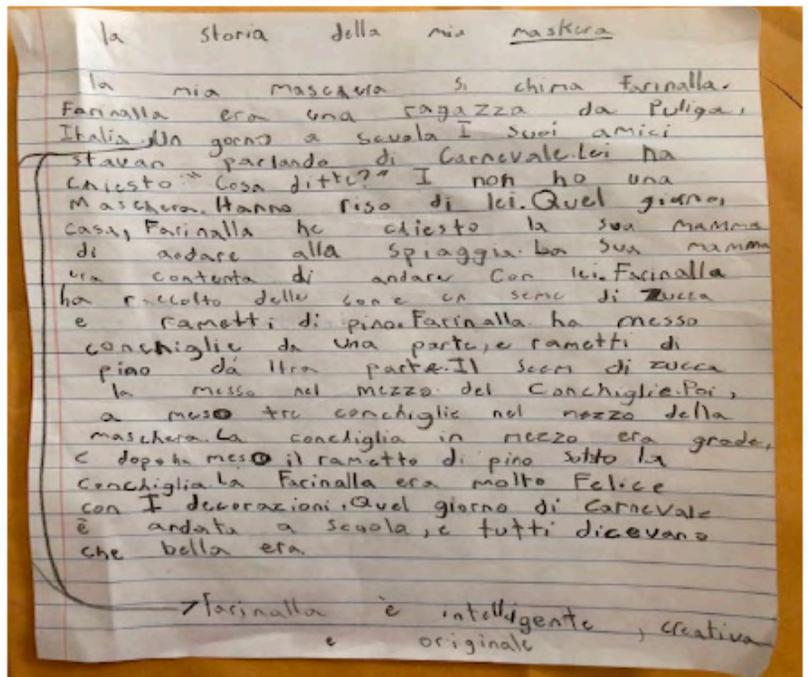 la storia della mia maskera
la mia maschera si chima Farinalla.
Farinalla era una ragazza da Puliga,
Italia. Un gorno a scuola I suoi amici
stavan parlando di Carnevale. Lei ha
chiesto "Cosa ditte?" I non ho una
Maschera. Hanno riso di lei. Quel giorno,
casa, Farinalla ha chiesto la sua mamma
di andare alla spiaggia. La Sua mamma
era contenta di andare con lei. Farinalla
ha raccolto delle con e un seme di zucca
e rametti di pino. Farinalla ha messo
conchiglie da una parte, e rametti di
pino da ltra parte. Il seem di zucca
la messo nel mezzo del Conchiglie. Poi,
a meso tre conchiglie nel mezzo della
maschera. La conchiglia in mezzo era grade,
e dopo ha meso il rametto di pino sotto la
Conchiglia. La Farinalla era molto Felice
con I decorazioni. Quel giorno di Carnevale
è andata a scuola, e tutti dicevano
che bella era
Farinalla è intelligente, creativa
e originale